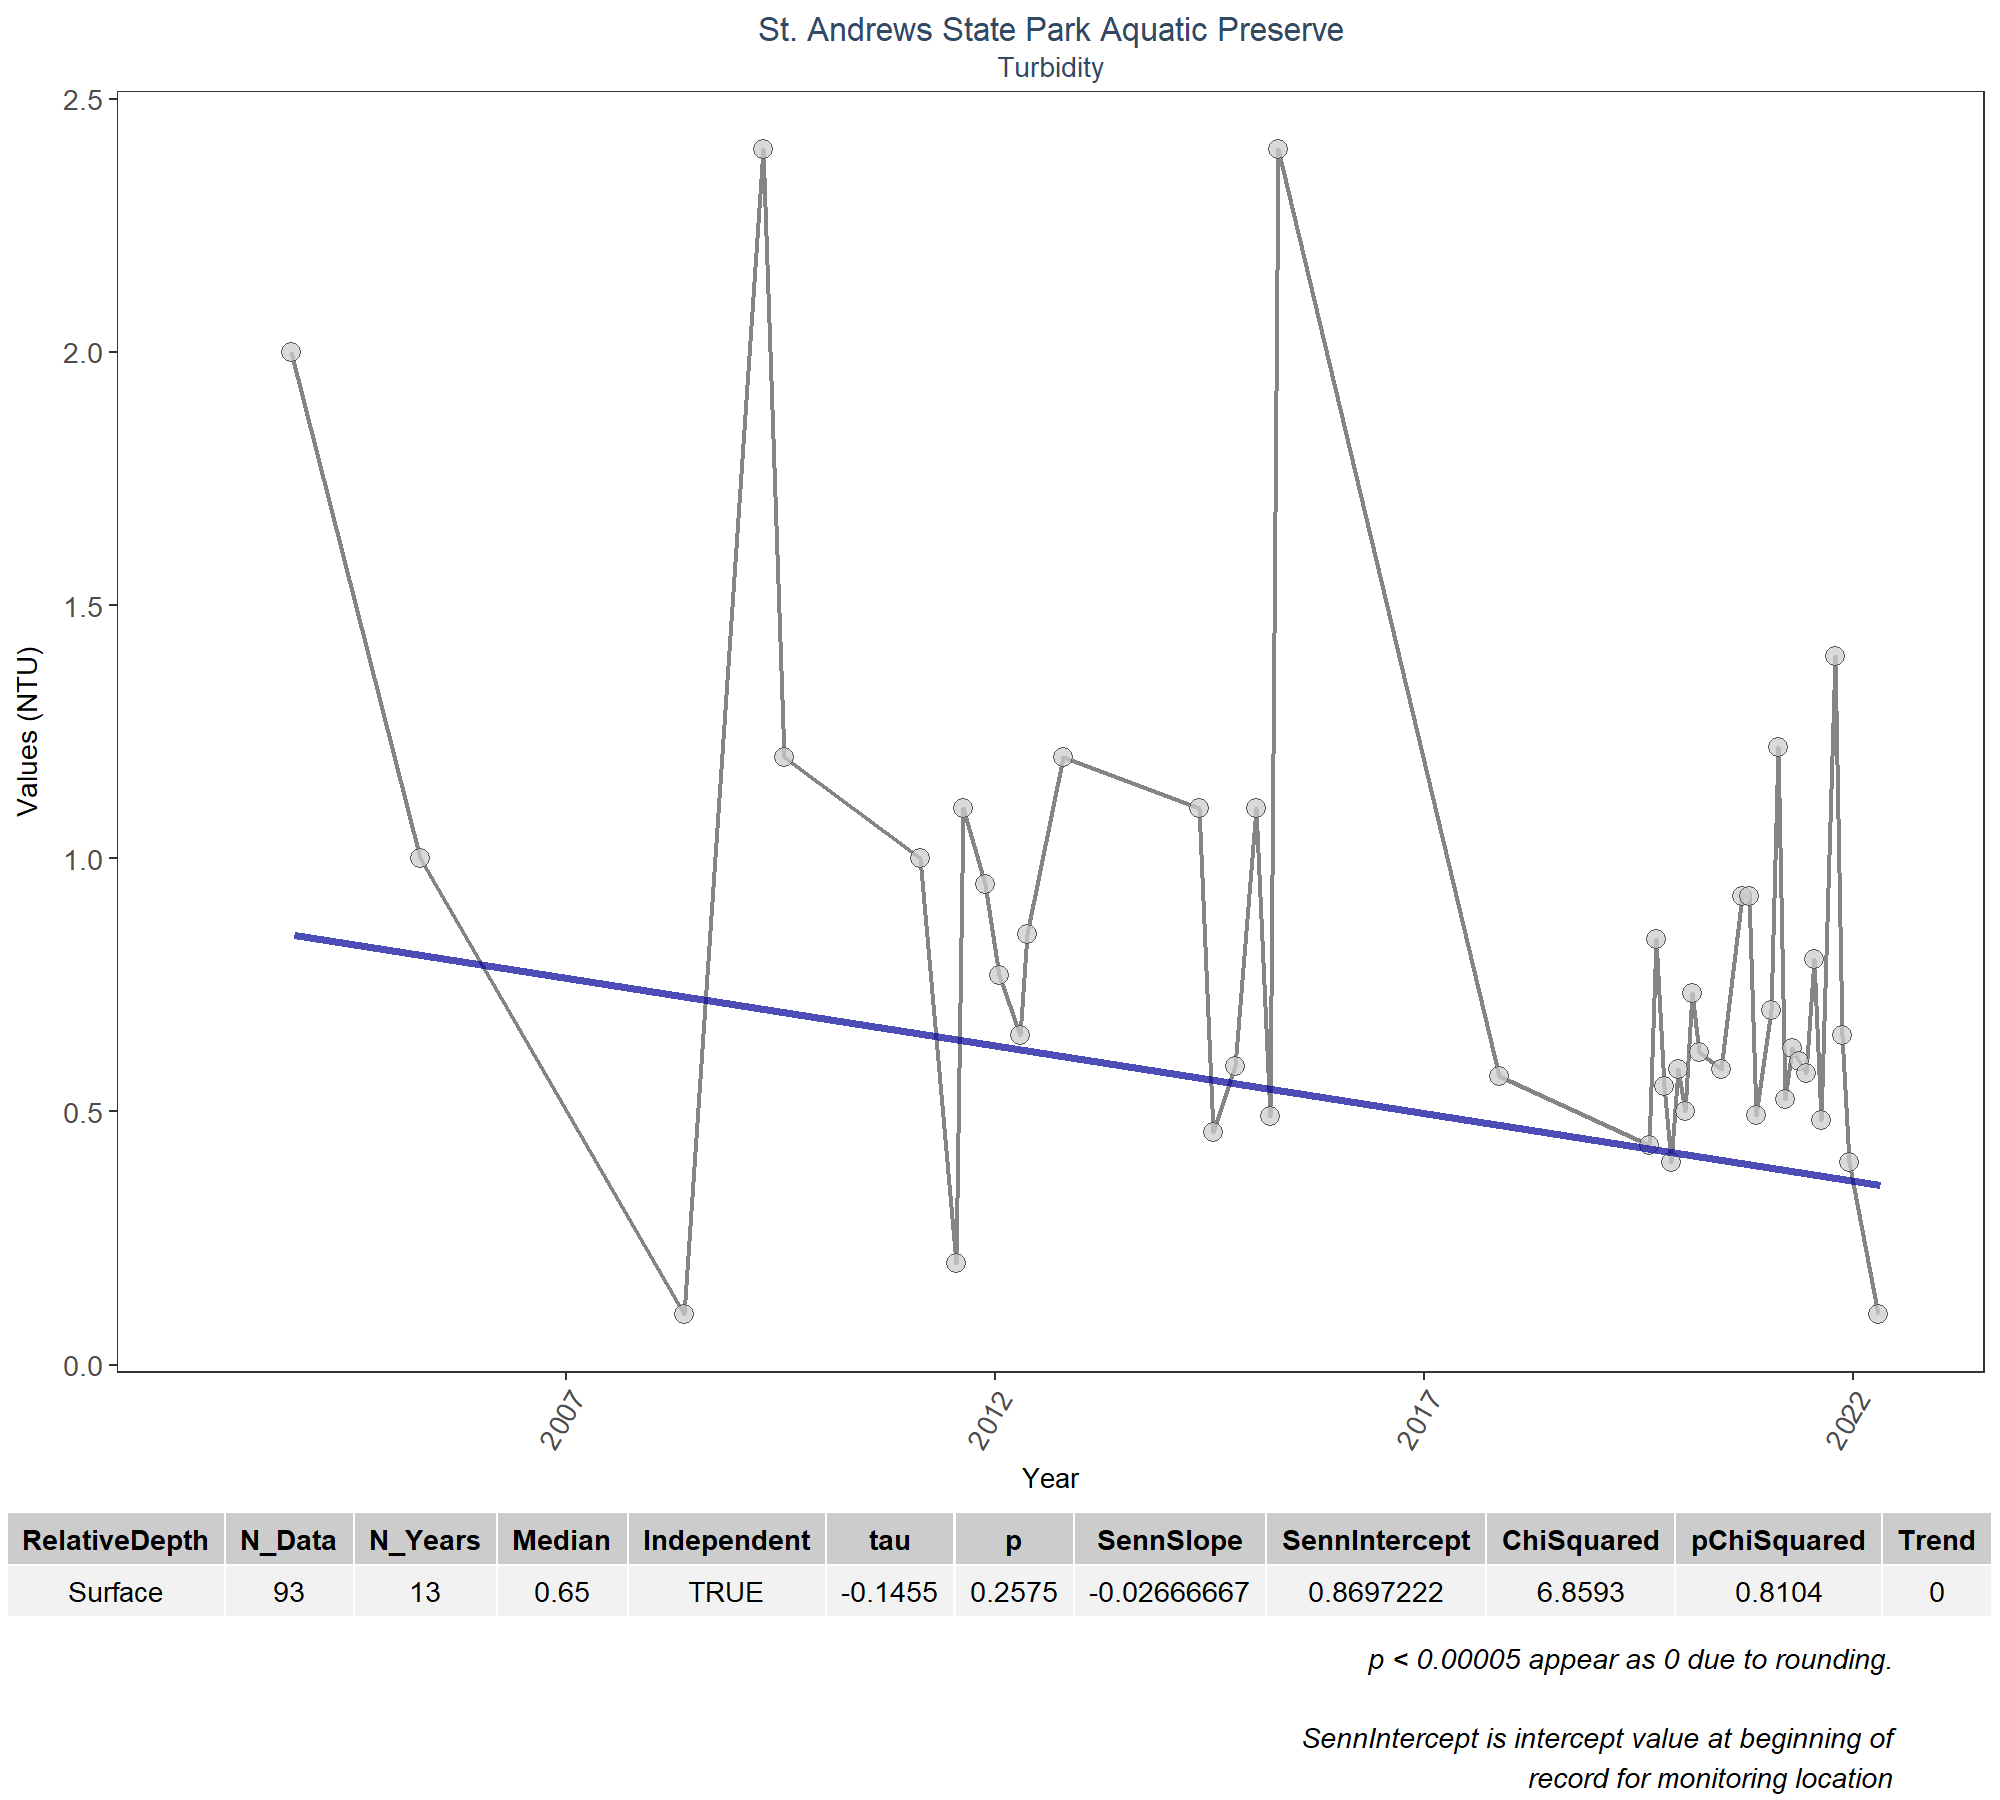 St. Andrews State Park Aquatic Preserve
Turbidity
2.5
2.0
1.5
1.0
0.5
0.0
Values (NTU)
2007
2012
2017
2022
Year
RelativeDepth N_Data N_Years Median Independent tau p SennSlope SennIntercept ChiSquared pChiSquared Trend
Surface 93 13 0.65 TRUE -0.1455 0.2575 -0.02666667 0.8697222 6.8593 0.8104 0
p < 0.00005 appear as 0 due to rounding.
SennIntercept is intercept value at beginning of
record for monitoring location